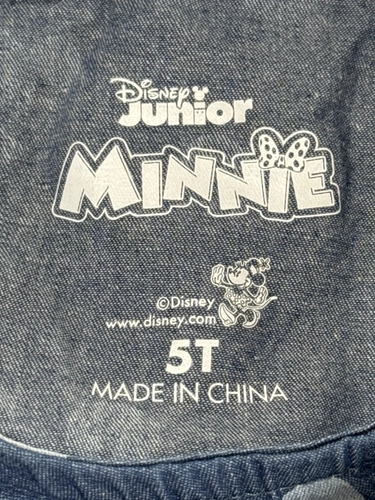 Disney
Junior
MINNIE
©Disney
www.disney.com
5T
MADE IN CHINA